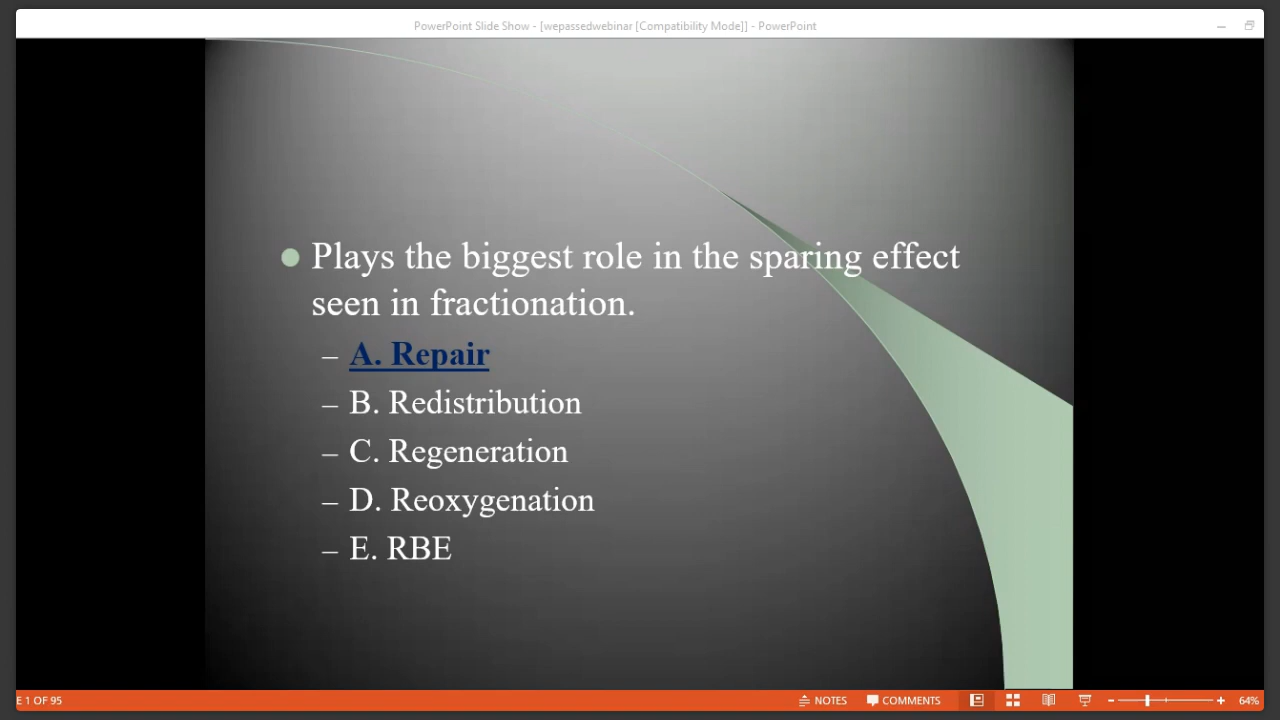 PowerPoint Slide Show - [wepassedwebinar [Compatibility Mode]] - PowerPoint
Plays the biggest role in the sparing effect
seen in fractionation.
– A. Repair
– B. Redistribution
– C. Regeneration
– D. Reoxygenation
– E. RBE
E 1 OF 95 NOTES COMMENTS 64%